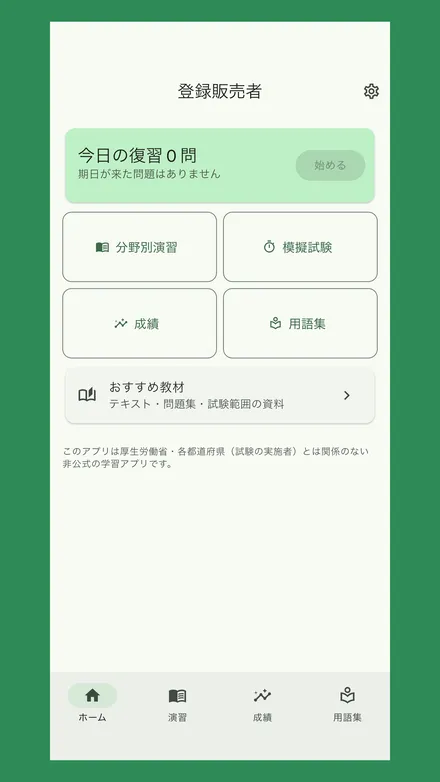 登録販売者
今日の復習 0 問
期日が来た問題はありません
始める
分野別演習
模擬試験
成績
用語集
おすすめ教材
テキスト・問題集・試験範囲の資料
このアプリは厚生労働省・各都道府県（試験の実施者）とは関係のない
非公式の学習アプリです。
ホーム
演習
成績
用語集